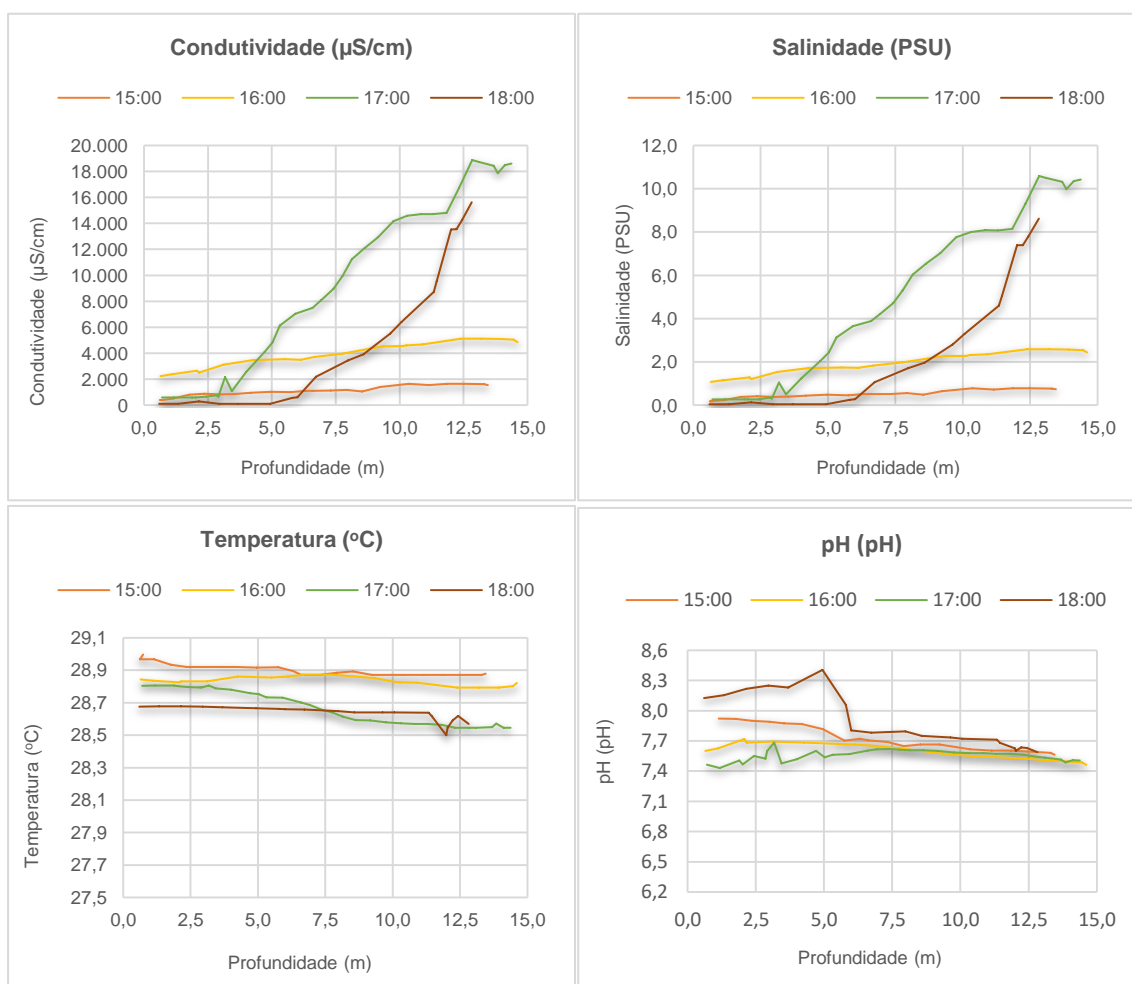 Condutividade (µS/cm)
15:00 16:00 17:00 18:00
Condutividade (µS/cm)
20.000
18.000
16.000
14.000
12.000
10.000
8.000
6.000
4.000
2.000
0
0,0 2,5 5,0 7,5 10,0 12,5 15,0
Profundidade (m)
Salinidade (PSU)
15:00 16:00 17:00 18:00
Salinidade (PSU)
12,0
10,0
8,0
6,0
4,0
2,0
0,0
0,0 2,5 5,0 7,5 10,0 12,5 15,0
Profundidade (m)
Temperatura (ºC)
15:00 16:00 17:00 18:00
Temperatura (ºC)
29,1
28,9
28,7
28,5
28,3
28,1
27,9
27,7
27,5
0,0 2,5 5,0 7,5 10,0 12,5 15,0
Profundidade (m)
pH (pH)
15:00 16:00 17:00 18:00
pH (pH)
8,6
8,3
8,0
7,7
7,4
7,1
6,8
6,5
6,2
0,0 2,5 5,0 7,5 10,0 12,5 15,0
Profundidade (m)